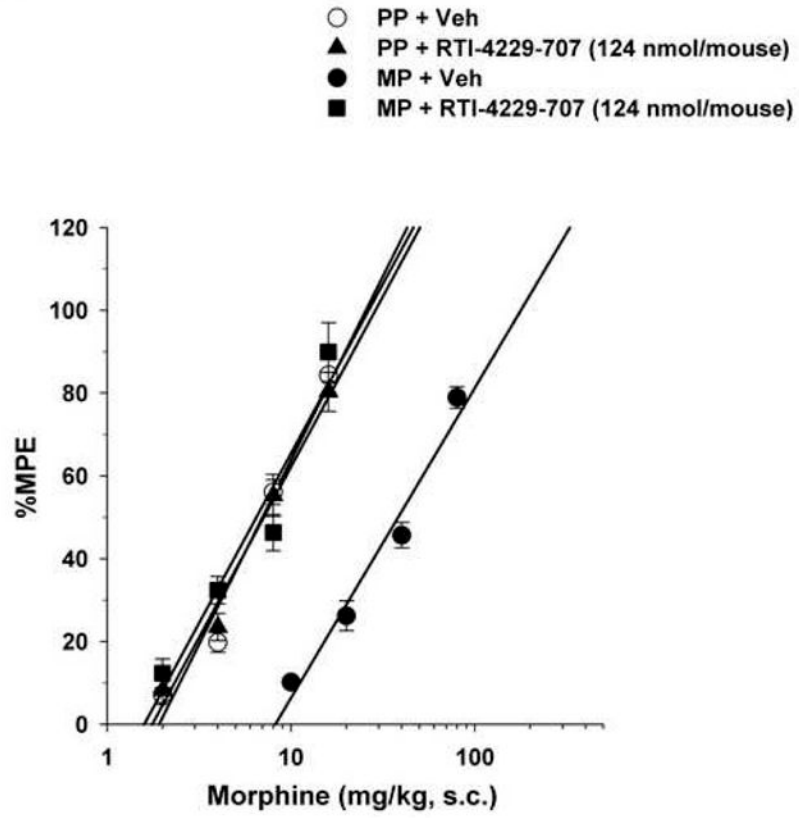 PP + Veh
PP + RTI-4229-707 (124 nmol/mouse)
MP + Veh
MP + RTI-4229-707 (124 nmol/mouse)
120
100
80
60
40
20
0
%MPE
1 10 100
Morphine (mg/kg, s.c.)